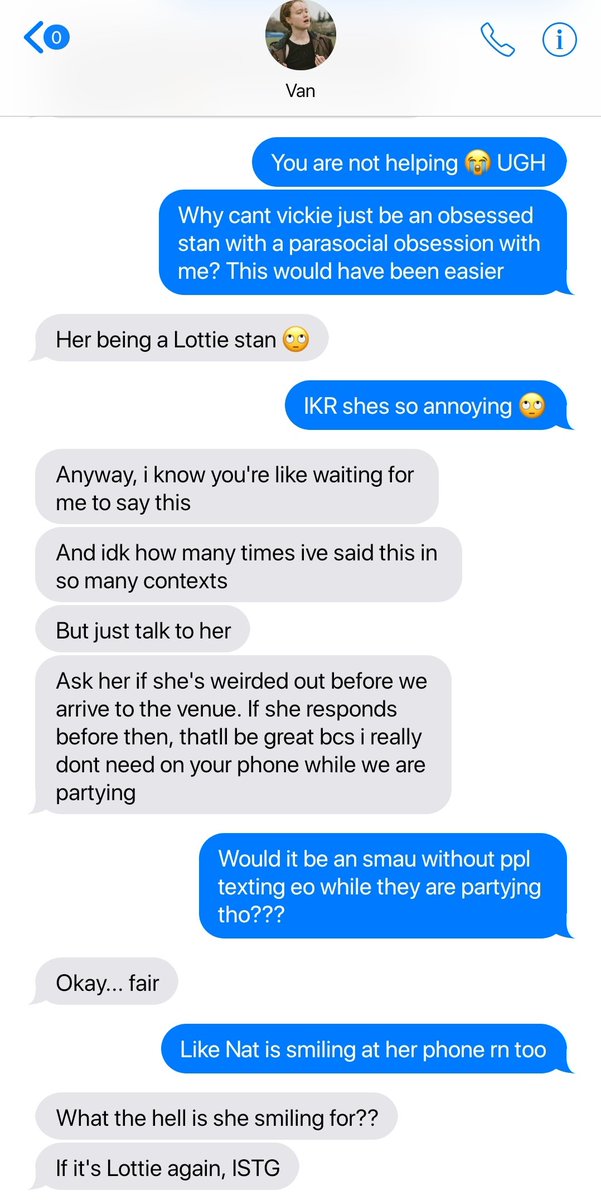 0
Van
You are not helping 😭 UGH
Why cant vickie just be an obsessed
stan with a parasocial obsession with
me? This would have been easier
Her being a Lottie stan 🙄
IKR shes so annoying 🙄
Anyway, i know you're like waiting for
me to say this
And idk how many times ive said this in
so many contexts
But just talk to her
Ask her if she's weirded out before we
arrive to the venue. If she responds
before then, thatll be great bcs i really
dont need on your phone while we are
partying
Would it be an smau without ppl
texting eo while they are partyjng
tho???
Okay... fair
Like Nat is smiling at her phone rn too
What the hell is she smiling for??
If it's Lottie again, ISTG